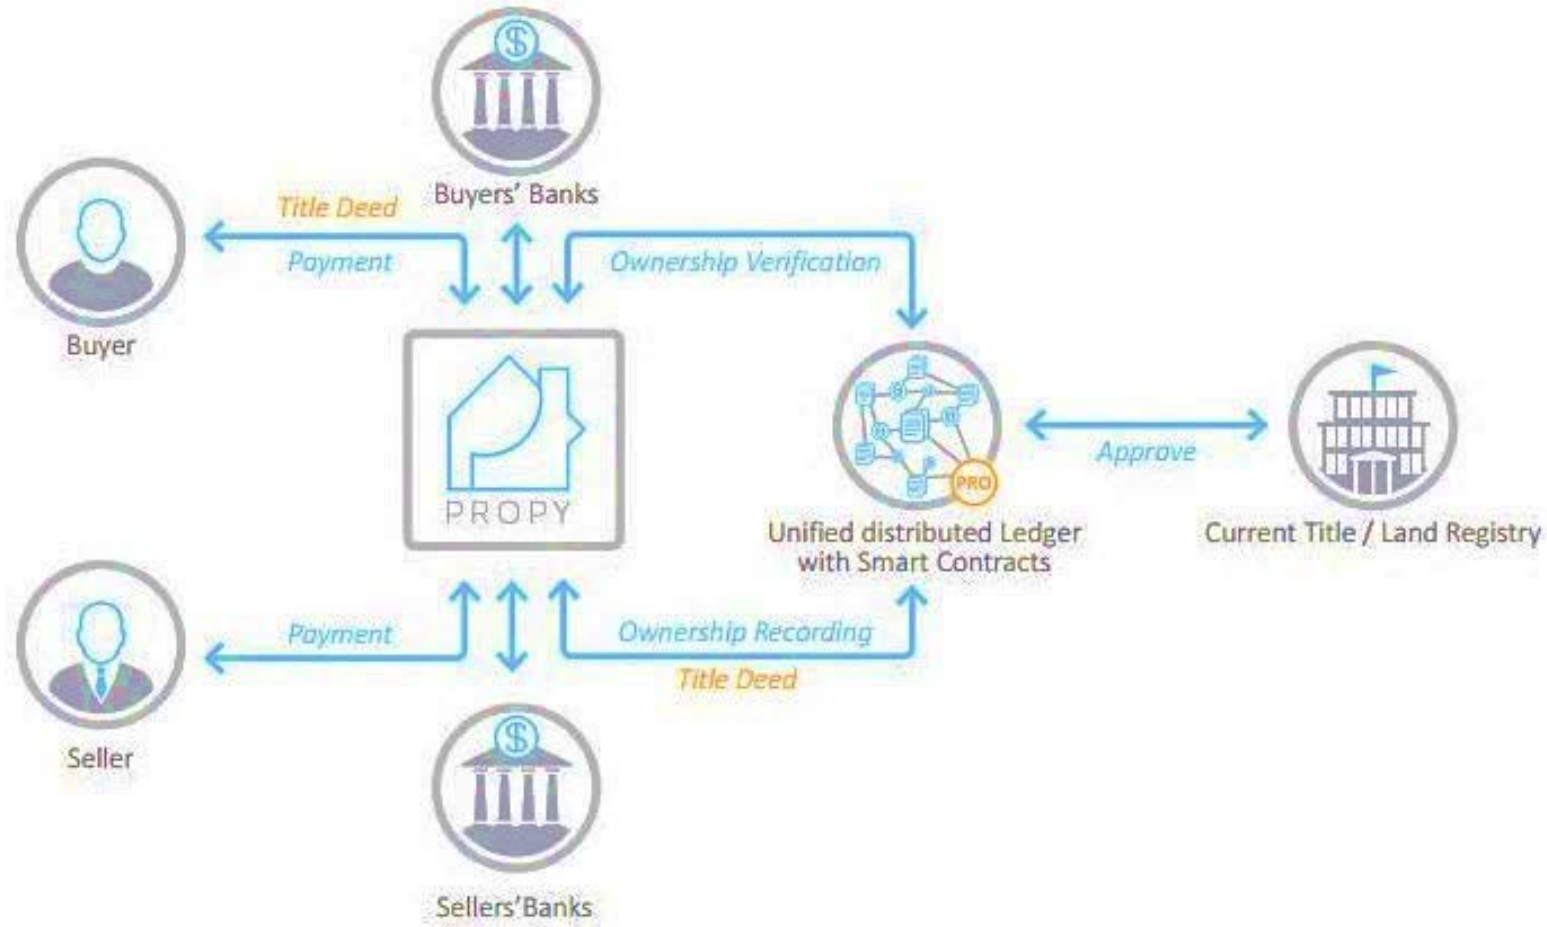 Buyers' Banks
Title Deed
Payment
Ownership Verification
Buyer
PROPY
PRO
Approve
Unified distributed Ledger
with Smart Contracts
Current Title / Land Registry
Payment
Ownership Recording
Title Deed
Seller
Sellers'Banks